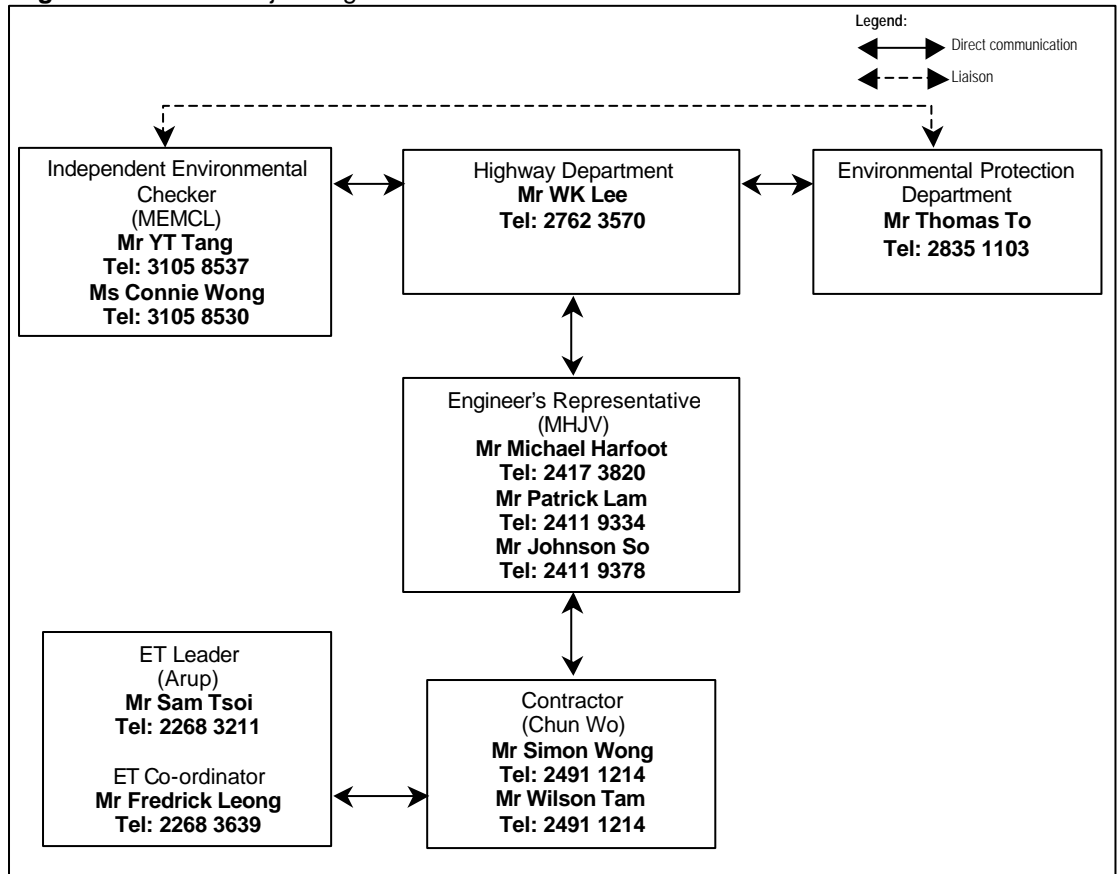 Legend:
Direct communication
Liaison
Independent Environmental
Checker
(MEMCL)
Mr YT Tang
Tel: 3105 8537
Ms Connie Wong
Tel: 3105 8530
Highway Department
Mr WK Lee
Tel: 2762 3570
Environmental Protection
Department
Mr Thomas To
Tel: 2835 1103
Engineer's Representative
(MHJV)
Mr Michael Harfoot
Tel: 2417 3820
Mr Patrick Lam
Tel: 2411 9334
Mr Johnson So
Tel: 2411 9378
ET Leader
(Arup)
Mr Sam Tsoi
Tel: 2268 3211
ET Co-ordinator
Mr Fredrick Leong
Tel: 2268 3639
Contractor
(Chun Wo)
Mr Simon Wong
Tel: 2491 1214
Mr Wilson Tam
Tel: 2491 1214